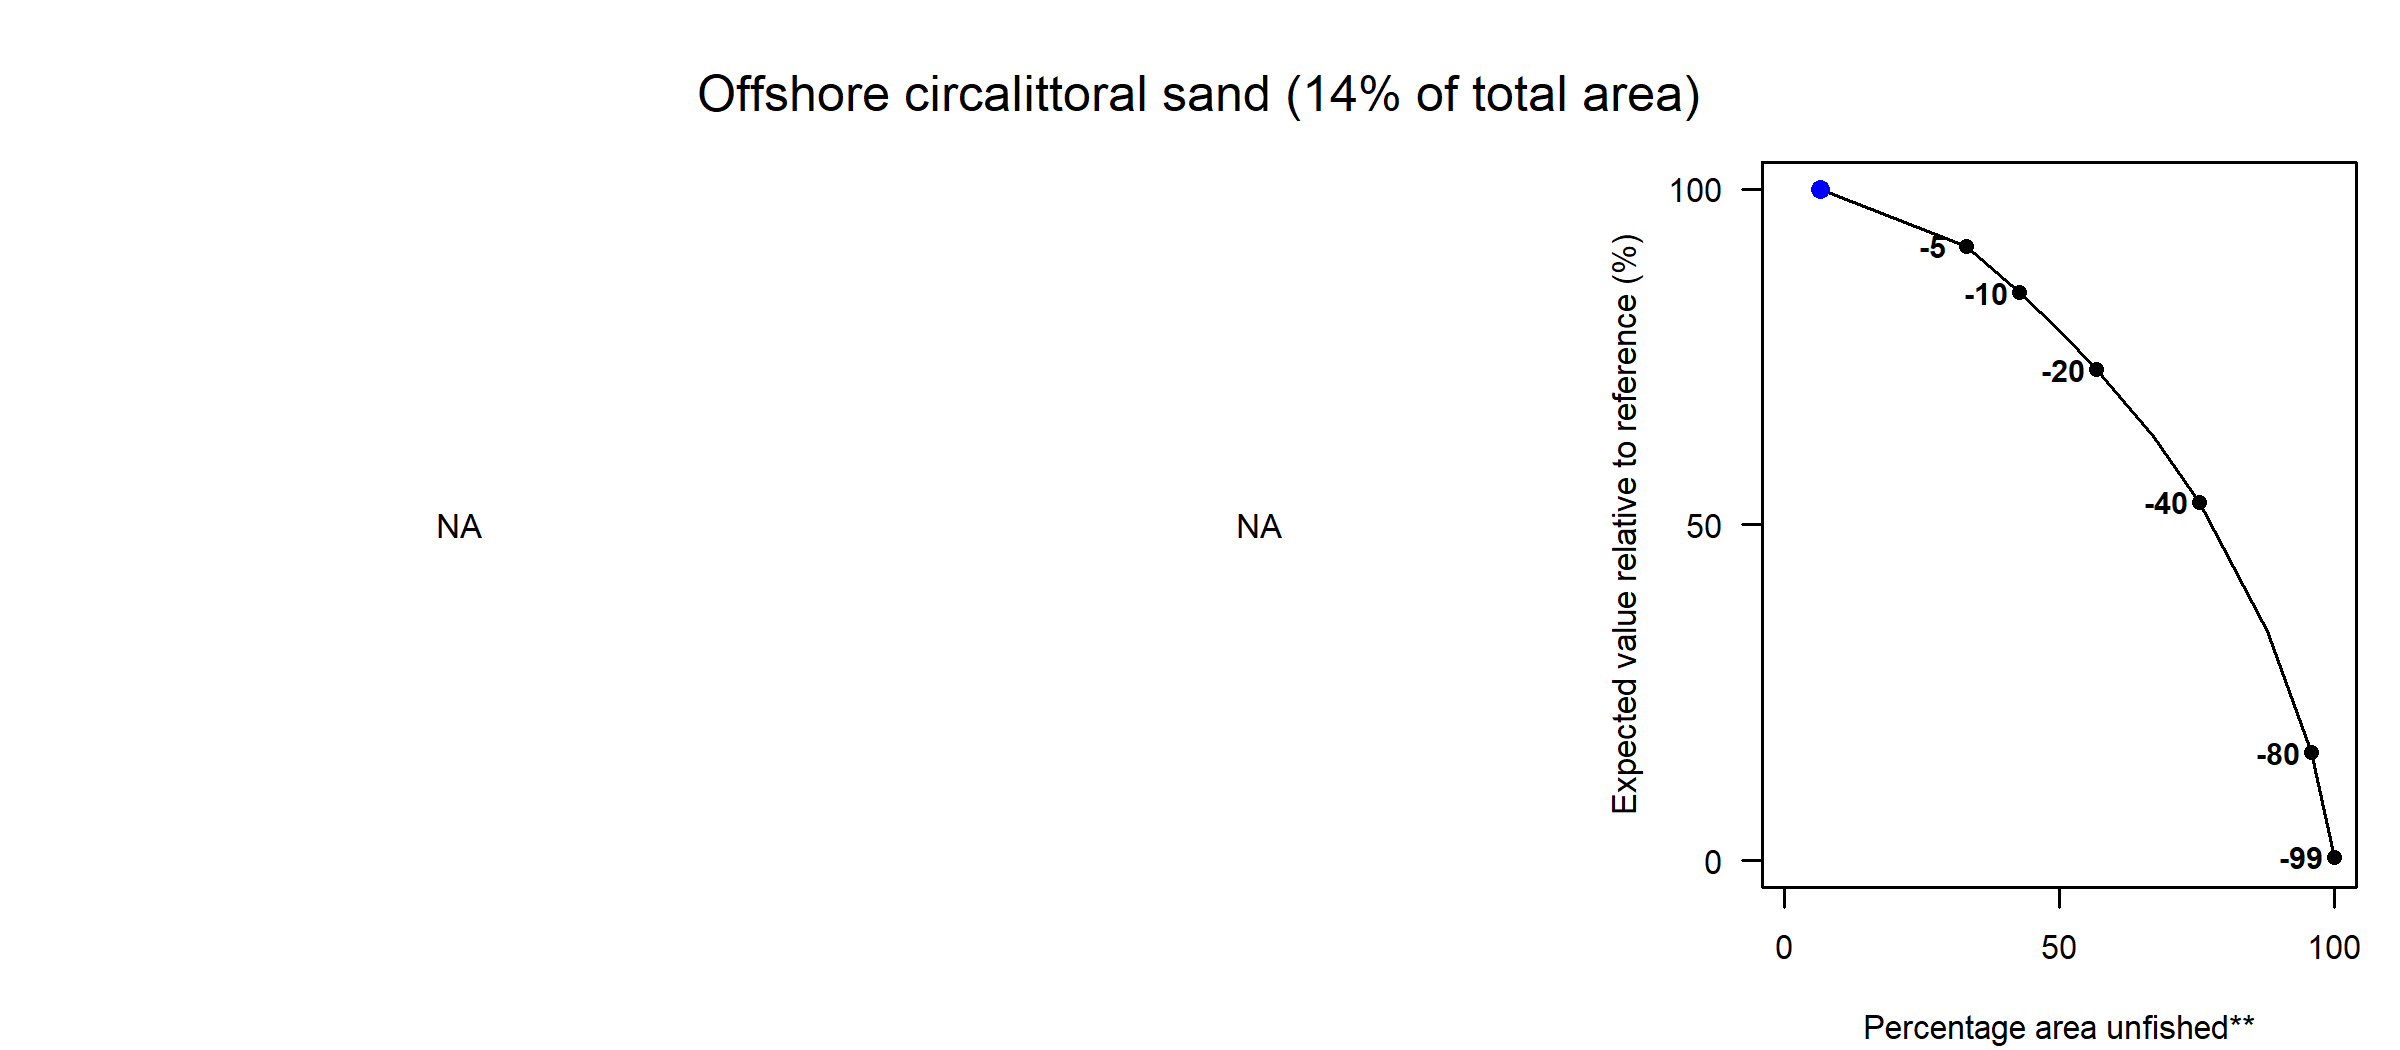 Offshore circalittoral sand (14% of total area)
NA
NA
Expected value relative to reference (%)
100
50
0
-5
-10
-20
-40
-80
-99
0 50 100
Percentage area unfished**